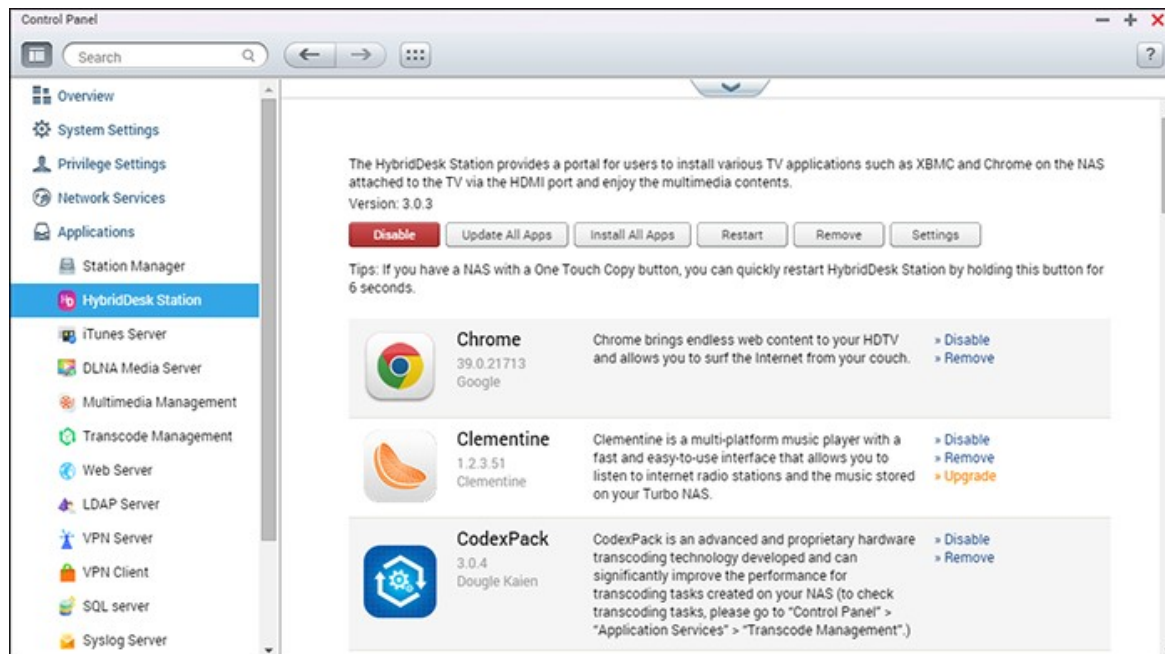 Control Panel
Search
?
Overview
System Settings
Privilege Settings
Network Services
Applications
Station Manager
HybridDesk Station
iTunes Server
DLNA Media Server
Multimedia Management
Transcode Management
Web Server
LDAP Server
VPN Server
VPN Client
SQL server
Syslog Server
The HybridDesk Station provides a portal for users to install various TV applications such as XBMC and Chrome on the NAS
attached to the TV via the HDMI port and enjoy the multimedia contents.
Version: 3.0.3
Disable
Update All Apps
Install All Apps
Restart
Remove
Settings
Tips: If you have a NAS with a One Touch Copy button, you can quickly restart HybridDesk Station by holding this button for
6 seconds.
Chrome
39.0.21713
Google
Chrome brings endless web content to your HDTV
and allows you to surf the Internet from your couch.
» Disable
» Remove
Clementine
1.2.3.51
Clementine
Clementine is a multi-platform music player with a
fast and easy-to-use interface that allows you to
listen to internet radio stations and the music stored
on your Turbo NAS.
» Disable
» Remove
» Upgrade
CodexPack
3.0.4
Dougle Kaien
CodexPack is an advanced and proprietary hardware
transcoding technology developed and can
significantly improve the performance for
transcoding tasks created on your NAS (to check
transcoding tasks, please go to “Control Panel” >
“Application Services” > “Transcode Management”.)
» Disable
» Remove